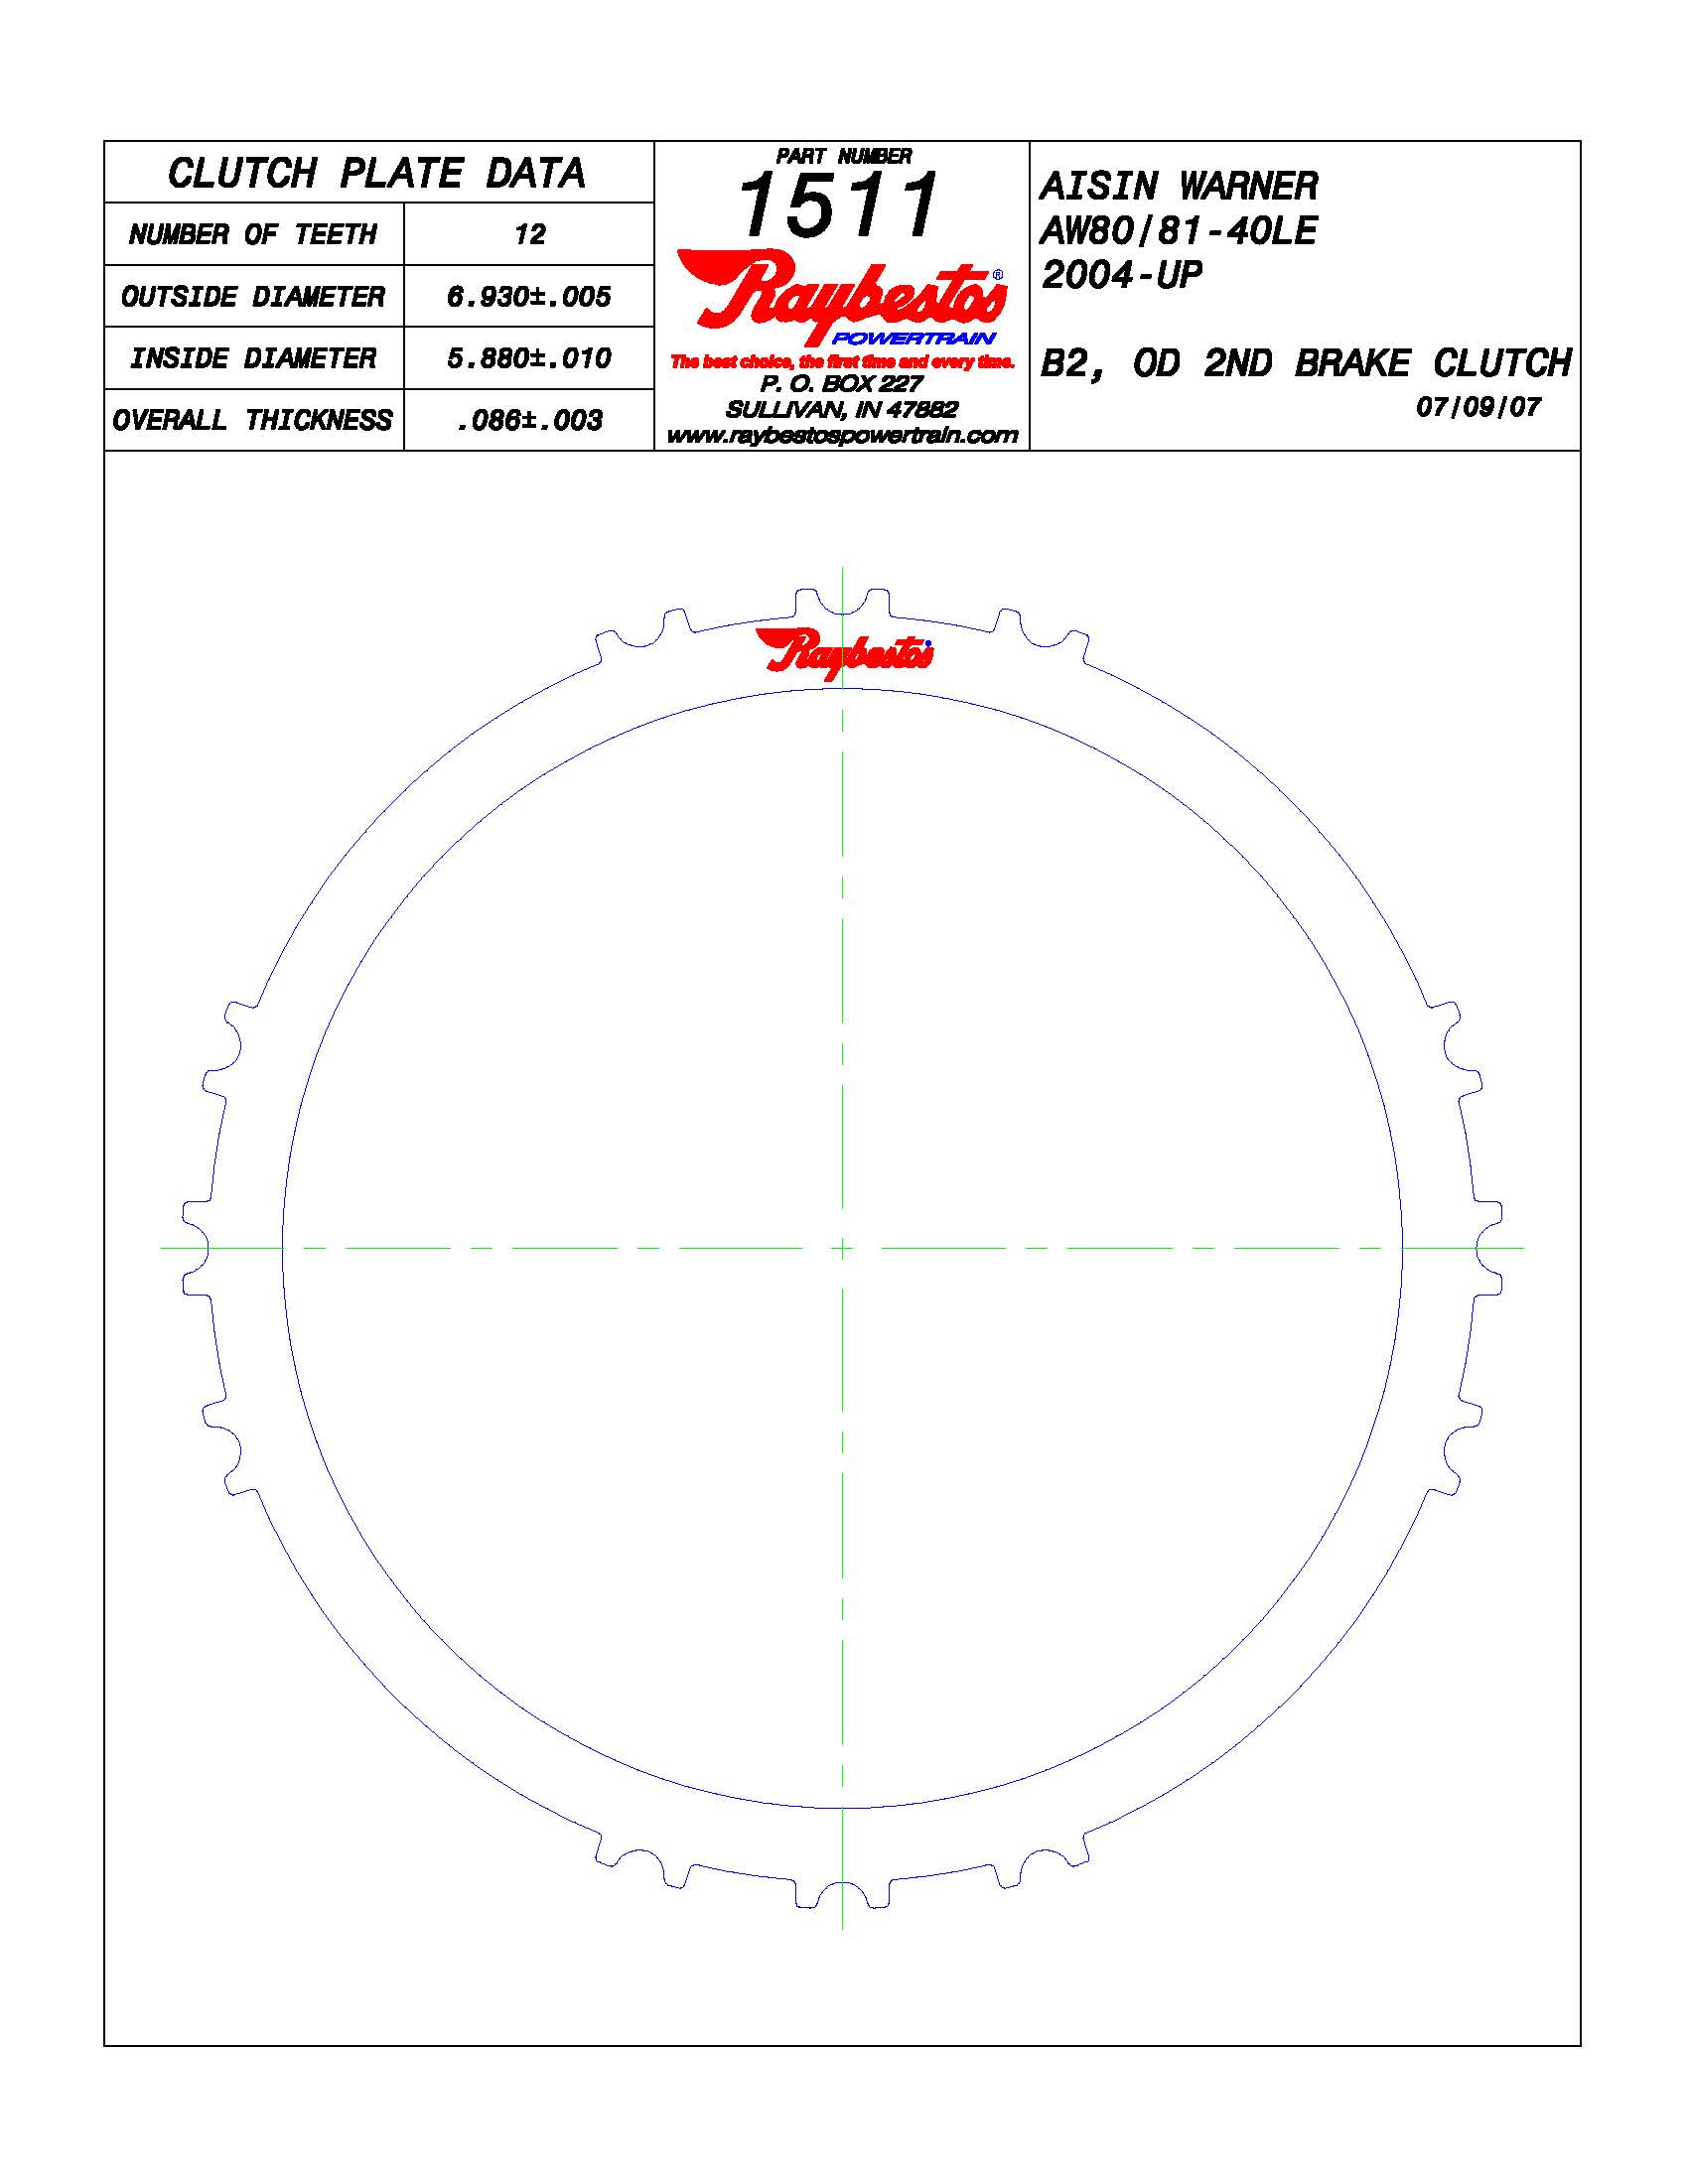 CLUTCH PLATE DATA
NUMBER OF TEETH 12
OUTSIDE DIAMETER 6.930±.005
INSIDE DIAMETER 5.880±.010
OVERALL THICKNESS .086±.003
PART NUMBER
1511
Raybestos®
POWERTRAIN
The best choice, the first time and every time.
P. O. BOX 227
SULLIVAN, IN 47882
www.raybestospowertrain.com
AISIN WARNER
AW80/81-40LE
2004-UP
B2, OD 2ND BRAKE CLUTCH
07/09/07
Raybestos